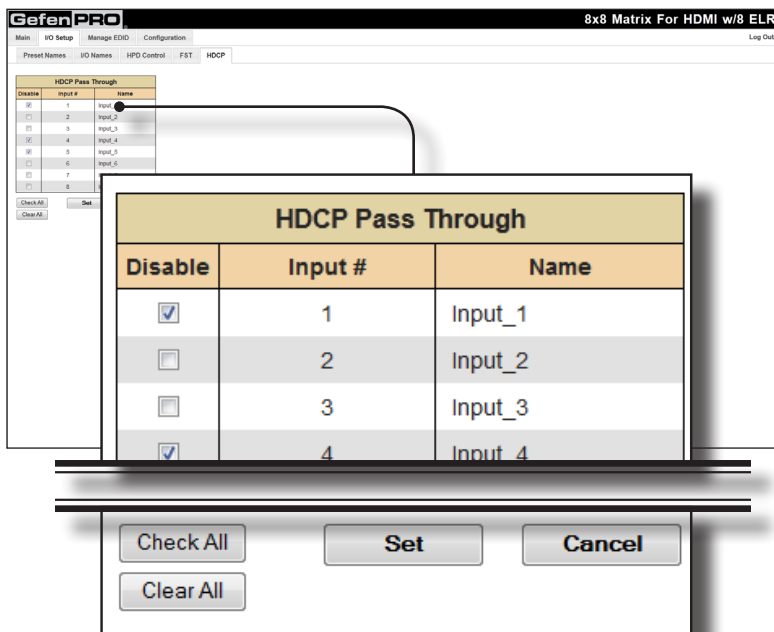 GefenPRO 8x8 Matrix For HDMI w/8 ELR
Main I/O Setup Manage EDID Configuration Log Out
Preset Names I/O Names HPD Control FST HDCP
HDCP Pass Through
Disable Input # Name
1 Input_
2 Input_2
3 Input_3
4 Input_4
5 Input_5
6 Input_6
7
8
Check All Set
Clear All
HDCP Pass Through
Disable Input # Name
1 Input_1
2 Input_2
3 Input_3
4 Input_4
Check All Set Cancel
Clear All